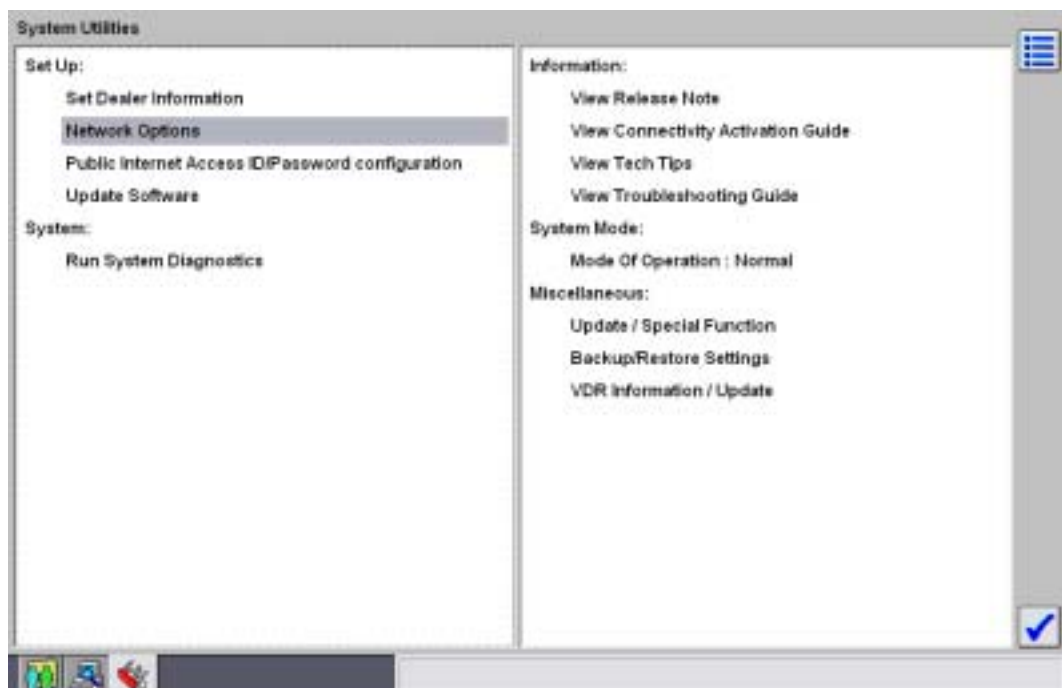 System Utilities
Set Up:
Set Dealer Information
Network Options
Public Internet Access ID/Password configuration
Update Software
System:
Run System Diagnostics
Information:
View Release Note
View Connectivity Activation Guide
View Tech Tips
View Troubleshooting Guide
System Mode:
Mode Of Operation : Normal
Miscellaneous:
Update / Special Function
Backup/Restore Settings
VDR Information / Update